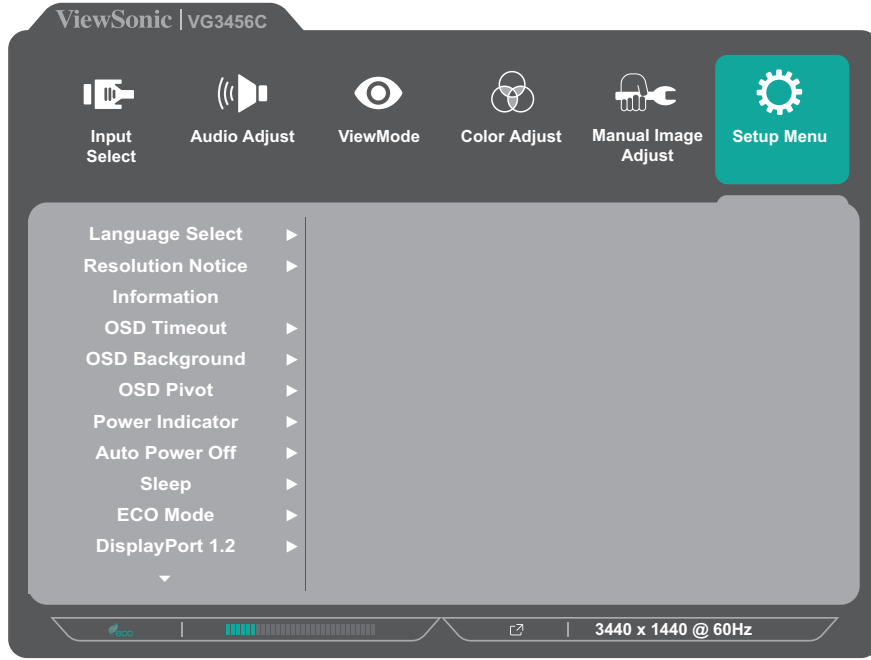 ViewSonic | VG3456C
Input Select
Audio Adjust
ViewMode
Color Adjust
Manual Image Adjust
Setup Menu
Language Select
Resolution Notice
Information
OSD Timeout
OSD Background
OSD Pivot
Power Indicator
Auto Power Off
Sleep
ECO Mode
DisplayPort 1.2
eco
3440 x 1440 @ 60Hz